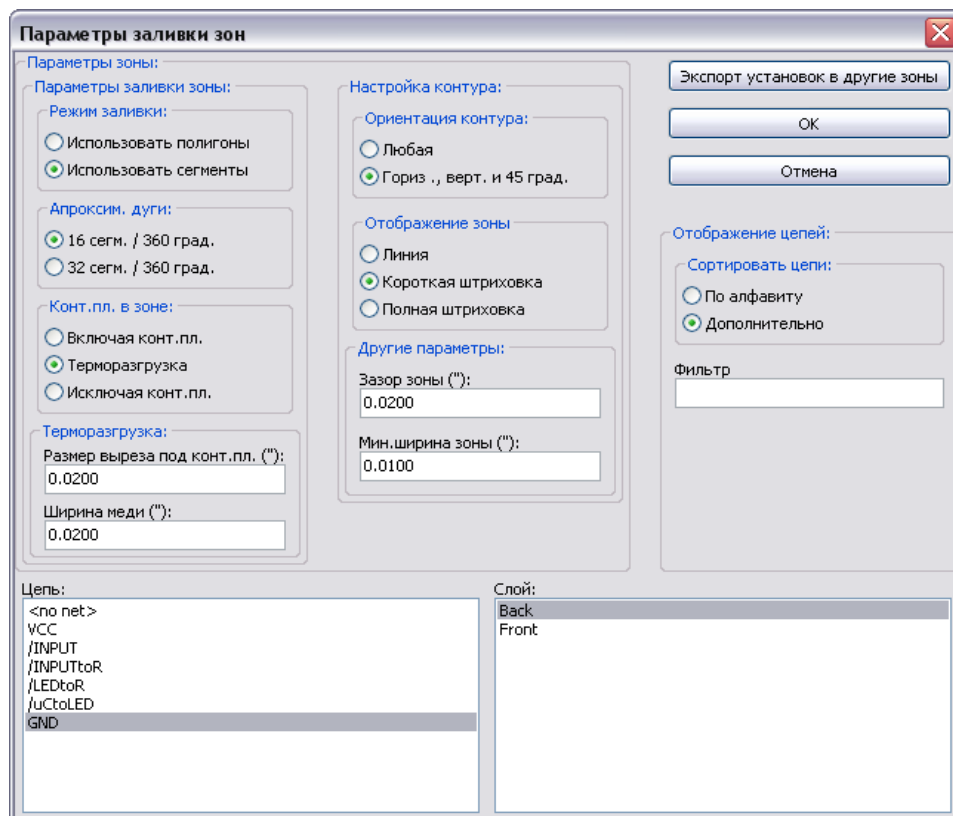 Параметры заливки зон
Параметры зоны:
Параметры заливки зоны:
Режим заливки:
Использовать полигоны
Использовать сегменты
Апроксим. дуги:
16 сегм. / 360 град.
32 сегм. / 360 град.
Конт.пл. в зоне:
Включая конт.пл.
Терморазгрузка
Исключая конт.пл.
Терморазгрузка:
Размер выреза под конт.пл. ("):
0.0200
Ширина меди ("):
0.0200
Настройка контура:
Ориентация контура:
Любая
Гориз ., верт. и 45 град.
Отображение зоны
Линия
Короткая штриховка
Полная штриховка
Другие параметры:
Зазор зоны ("):
0.0200
Мин.ширина зоны ("):
0.0100
Экспорт установок в другие зоны
OK
Отмена
Отображение цепей:
Сортировать цепи:
По алфавиту
Дополнительно
Фильтр
Цепь:
<no net>
VCC
/INPUT
/INPUTtoR
/LEDtoR
/uCtoLED
GND
Слой:
Back
Front